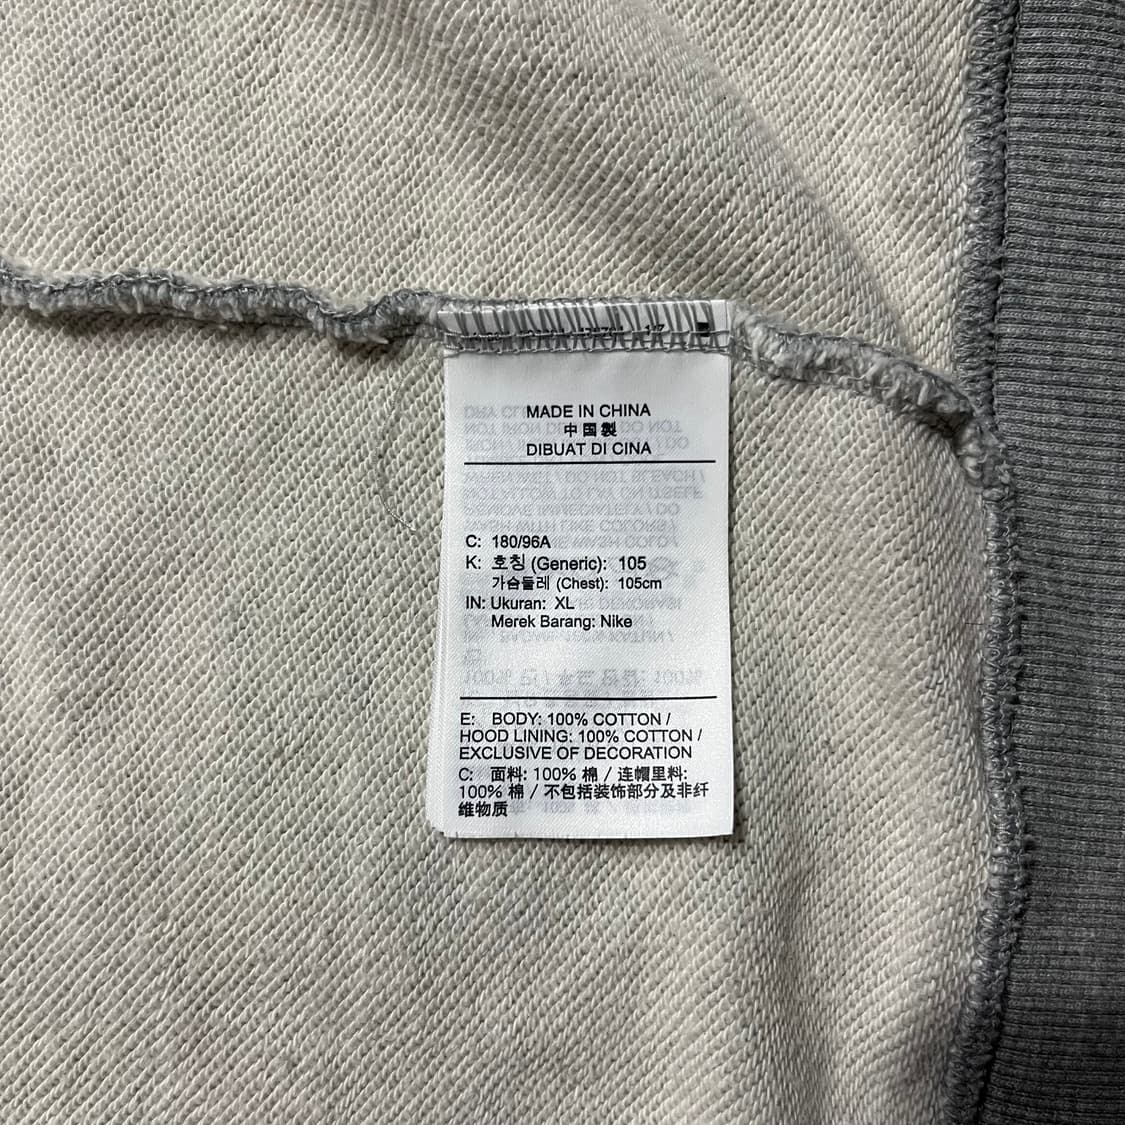 MADE IN CHINA
中国製
DIBUAT DI CINA
C: 180/96A
K: 호칭 (Generic): 105
가슴둘레 (Chest): 105cm
IN: Ukuran: XL
Merek Barang: Nike
E: BODY: 100% COTTON /
HOOD LINING: 100% COTTON /
EXCLUSIVE OF DECORATION
C: 面料: 100% 棉 / 连帽里料:
100% 棉 / 不包括装饰部分及非纤
维物质